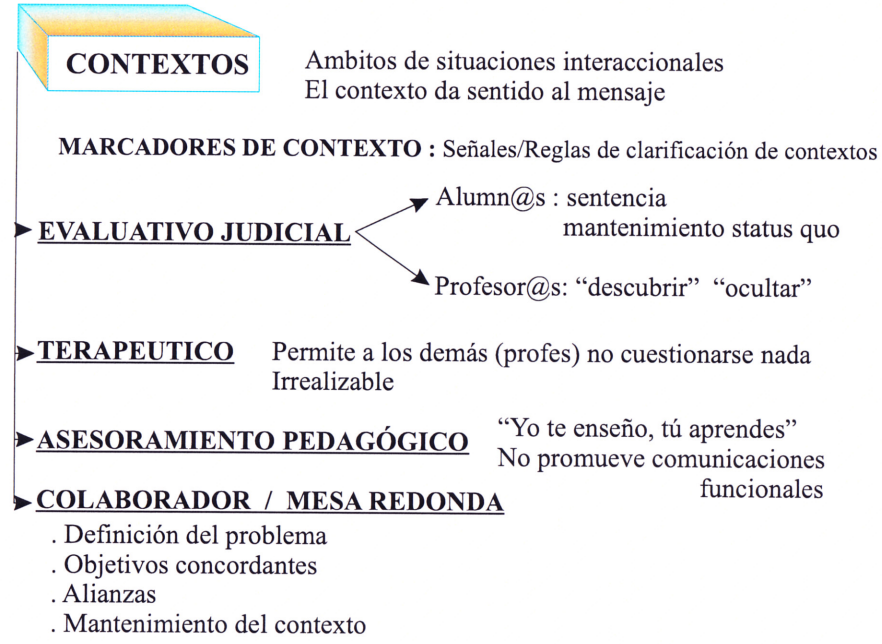 CONTEXTOS
Ambitos de situaciones interaccionales
El contexto da sentido al mensaje
MARCADORES DE CONTEXTO : Señales/Reglas de clarificación de contextos
EVALUATIVO JUDICIAL
Alumn@s : sentencia
mantenimiento status quo
Profesor@s: “descubrir” “ocultar”
TERAPEUTICO
Permite a los demás (profes) no cuestionarse nada
Irrealizable
ASESORAMIENTO PEDAGÓGICO
“Yo te enseño, tú aprendes”
No promueve comunicaciones
funcionales
COLABORADOR / MESA REDONDA
. Definición del problema
. Objetivos concordantes
. Alianzas
. Mantenimiento del contexto